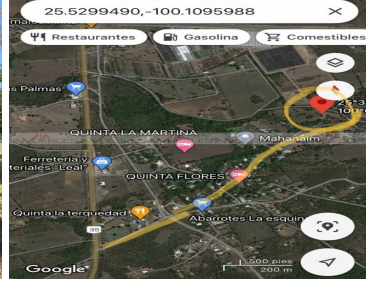 25.5299490,-100.1095988
Restaurantes
Gasolina
Comestibles
as Palmas
QUINTA LA MARTINA
Mahanaim
Ferretería y
teriales "Leal"
QUINTA FLORES
Quinta la terquedad
Abarrotes La esquin
35
500 pies
200 m
Google